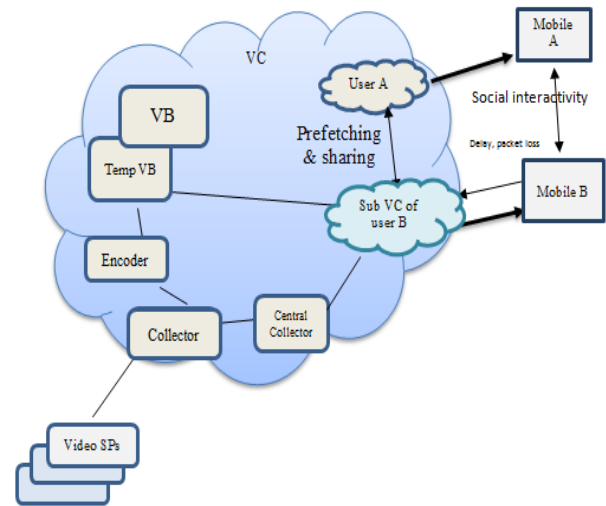 Mobile
A
VC
User A
Social interactivity
VB
Prefetching
& sharing
Delay, packet loss
Temp VB
Mobile B
Sub VC of
user B
Encoder
Central
Collector
Collector
Video SPs